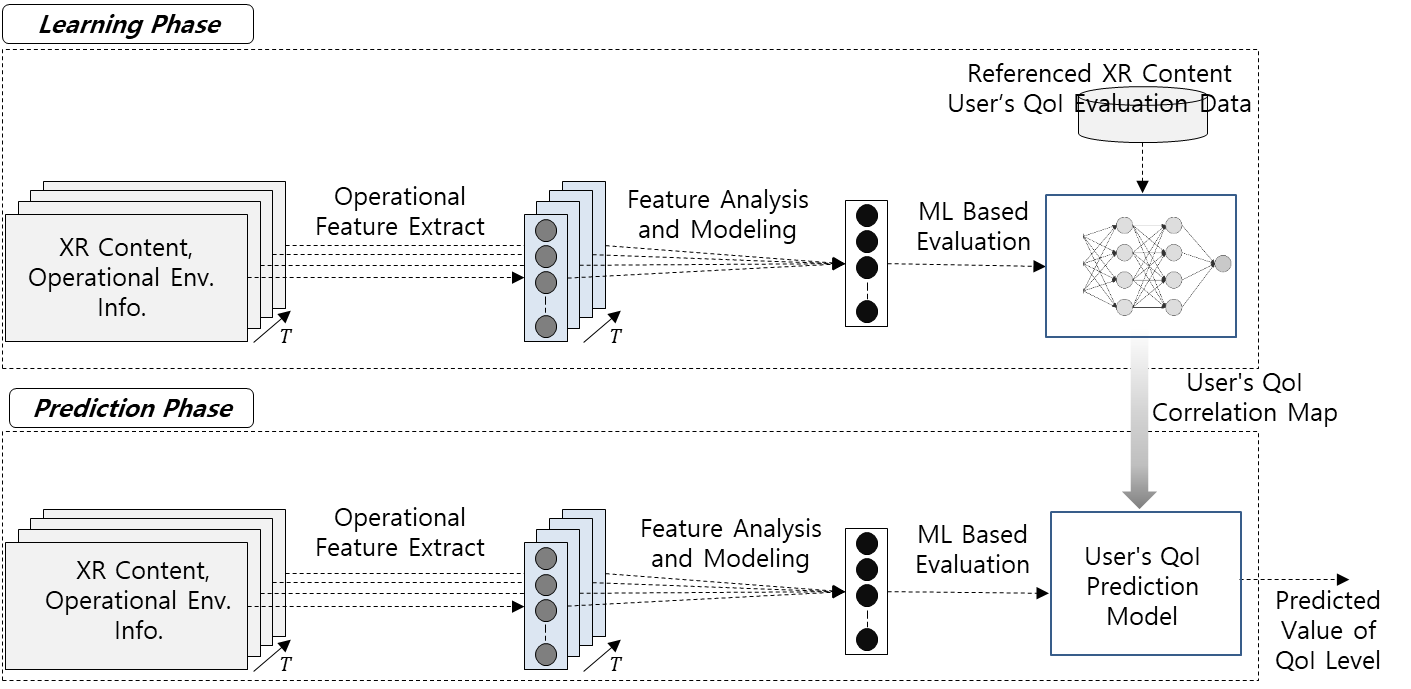 Learning Phase
Referenced XR Content
User’s QoI Evaluation Data
XR Content,
Operational Env.
Info.
T
Operational
Feature Extract
T
Feature Analysis
and Modeling
ML Based
Evaluation
User's QoI
Correlation Map
Prediction Phase
XR Content,
Operational Env.
Info.
T
Operational
Feature Extract
T
Feature Analysis
and Modeling
ML Based
Evaluation
User's QoI
Prediction
Model
Predicted
Value of
QoI Level